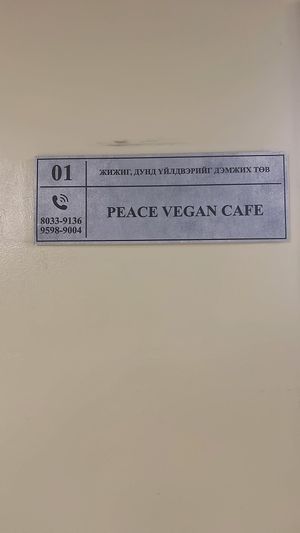 01
ЖИЖИГ, ДУНД ҮЙЛДВЭРИЙГ ДЭМЖИХ ТӨВ
8033-9136
9598-9004
PEACE VEGAN CAFE